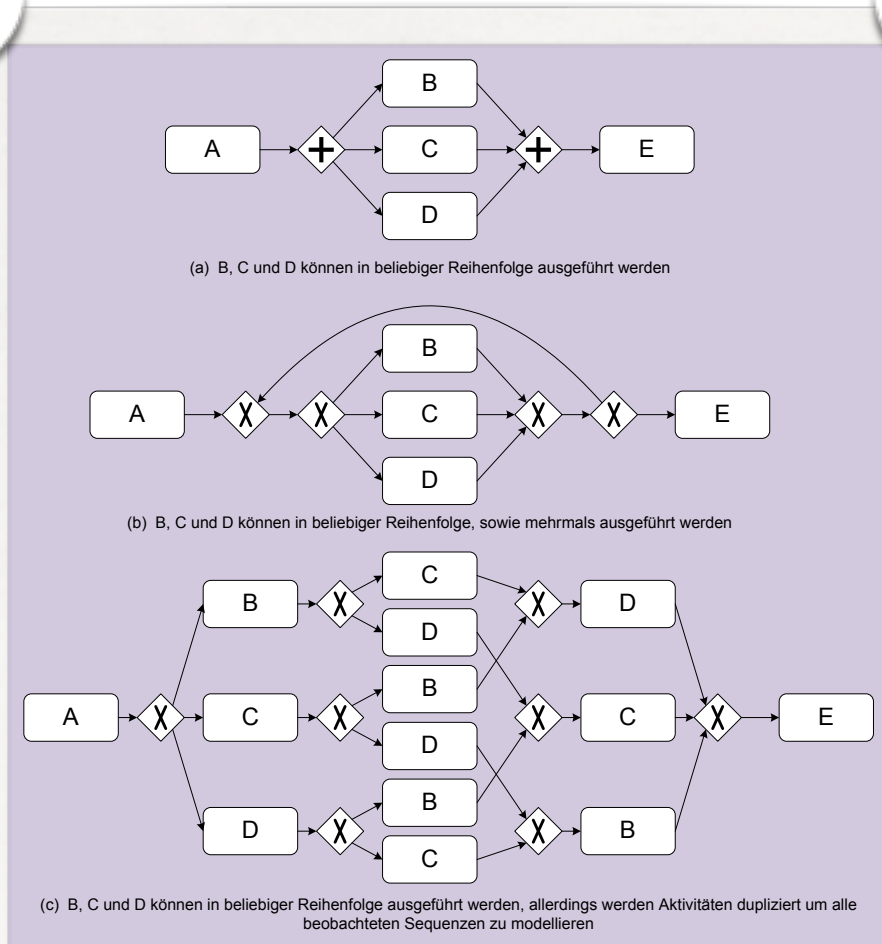 B
A C E
D
(a) B, C und D können in beliebiger Reihenfolge ausgeführt werden
B
A X X C X X E
D
(b) B, C und D können in beliebiger Reihenfolge, sowie mehrmals ausgeführt werden
C
B X X D
D
B
A X C X X C X E
D
B
D X X B
C
(c) B, C und D können in beliebiger Reihenfolge ausgeführt werden, allerdings werden Aktivitäten dupliziert um alle
beobachteten Sequenzen zu modellieren